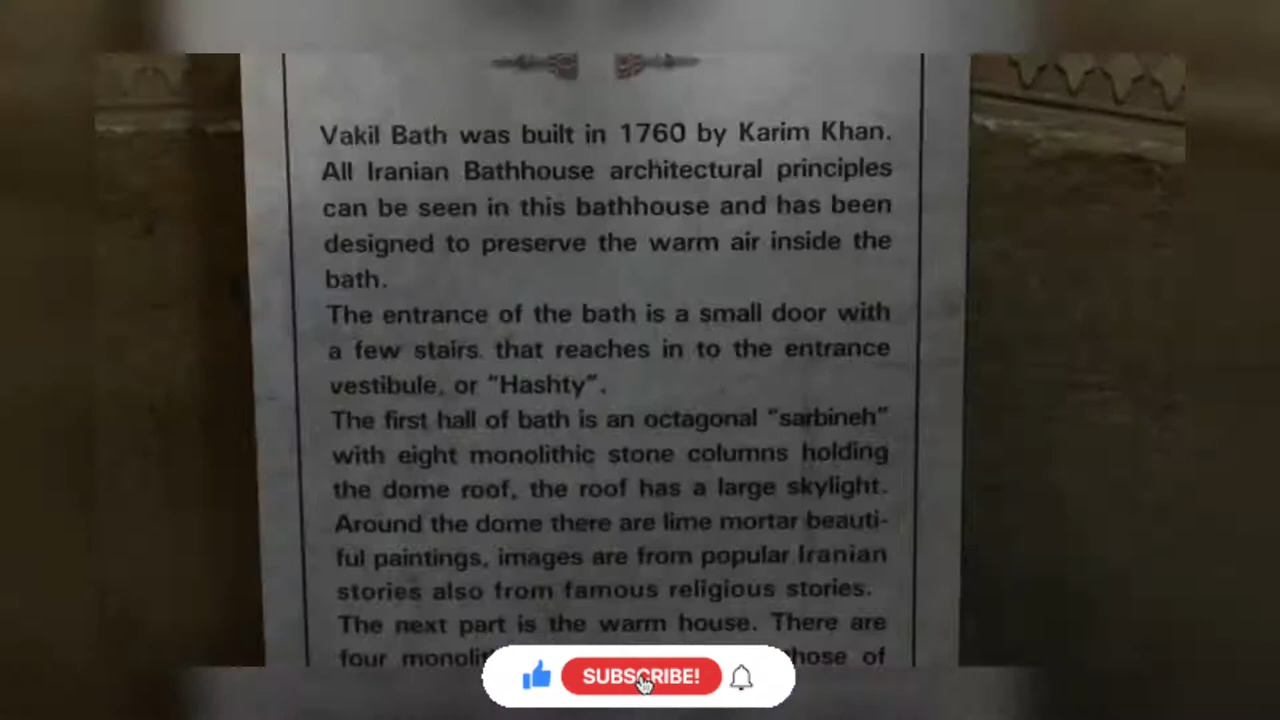 Vakil Bath was built in 1760 by Karim Khan.
All Iranian Bathhouse architectural principles
can be seen in this bathhouse and has been
designed to preserve the warm air inside the
bath.
The entrance of the bath is a small door with
a few stairs. that reaches in to the entrance
vestibule, or “Hashty”.
The first hall of bath is an octagonal “sarbineh”
with eight monolithic stone columns holding
the dome roof, the roof has a large skylight.
Around the dome there are lime mortar beauti-
ful paintings, images are from popular Iranian
stories also from famous religious stories.
The next part is the warm house. There are
four of
SUBSCRIBE!